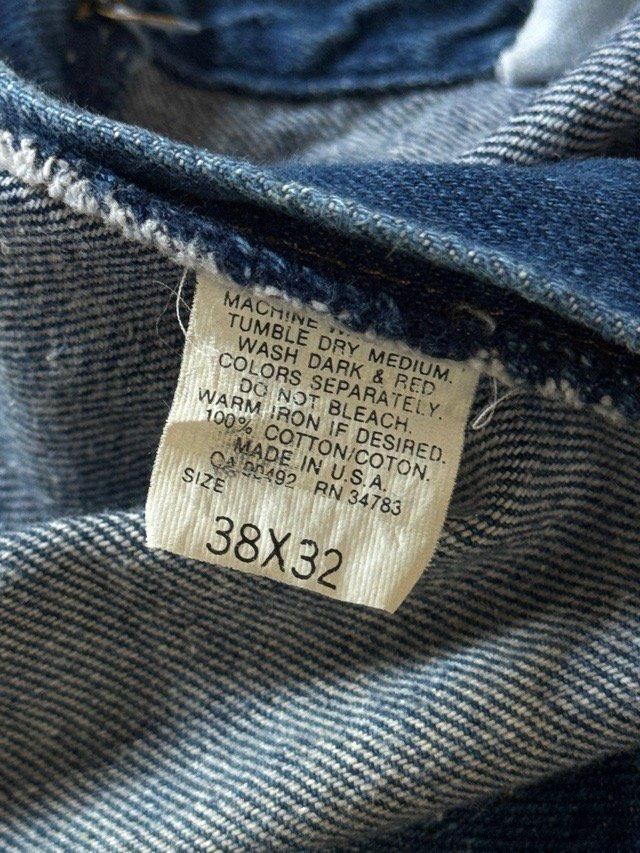 MACHINE
TUMBLE DRY MEDIUM.
WASH DARK & RED
COLORS SEPARATELY.
DO NOT BLEACH.
WARM IRON IF DESIRED.
100% COTTON/COTON.
MADE IN U.S.A.
CA 00492 RN 34783
SIZE
38X32